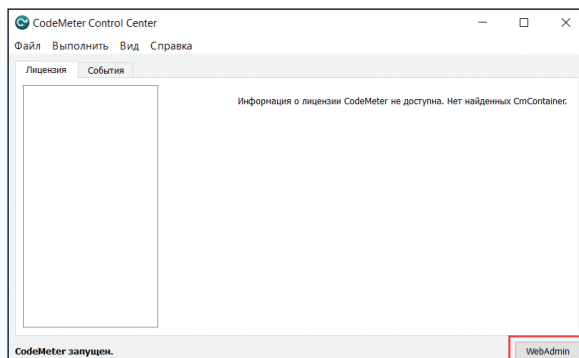 CodeMeter Control Center
Файл Выполнить Вид Справка
Лицензия События
Информация о лицензии CodeMeter не доступна. Нет найденных CmContainer.
CodeMeter запущен.
WebAdmin